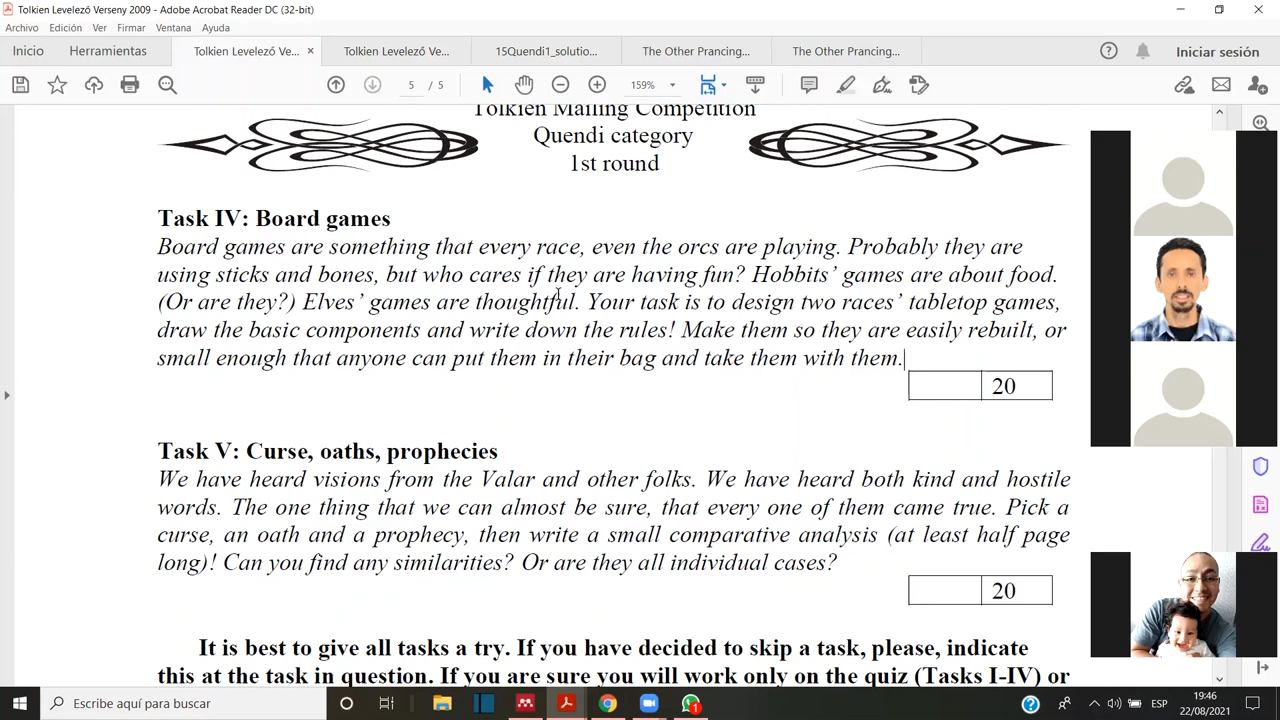 Tolkien Levelező Verseny 2009 - Adobe Acrobat Reader DC (32-bit)
Archivo Edición Ver Firmar Ventana Ayuda
Inicio Herramientas Tolkien Levelező Ve... × Tolkien Levelező Ve... 15Quendi1_solutio... The Other Prancing... The Other Prancing... Iniciar sesión
5 / 5 159%
Tolkien Mailing Competition
Quendi category
1st round
Task IV: Board games
Board games are something that every race, even the orcs are playing. Probably they are
using sticks and bones, but who cares if they are having fun? Hobbits' games are about food.
(Or are they?) Elves' games are thoughtful. Your task is to design two races' tabletop games,
draw the basic components and write down the rules! Make them so they are easily rebuilt, or
small enough that anyone can put them in their bag and take them with them.
20
Task V: Curse, oaths, prophecies
We have heard visions from the Valar and other folks. We have heard both kind and hostile
words. The one thing that we can almost be sure, that every one of them came true. Pick a
curse, an oath and a prophecy, then write a small comparative analysis (at least half page
long)! Can you find any similarities? Or are they all individual cases?
20
It is best to give all tasks a try. If you have decided to skip a task, please, indicate
this at the task in question. If you are sure you will work only on the quiz (Tasks I-IV) or
Escribe aquí para buscar
1
ESP
19:46
22/08/2021